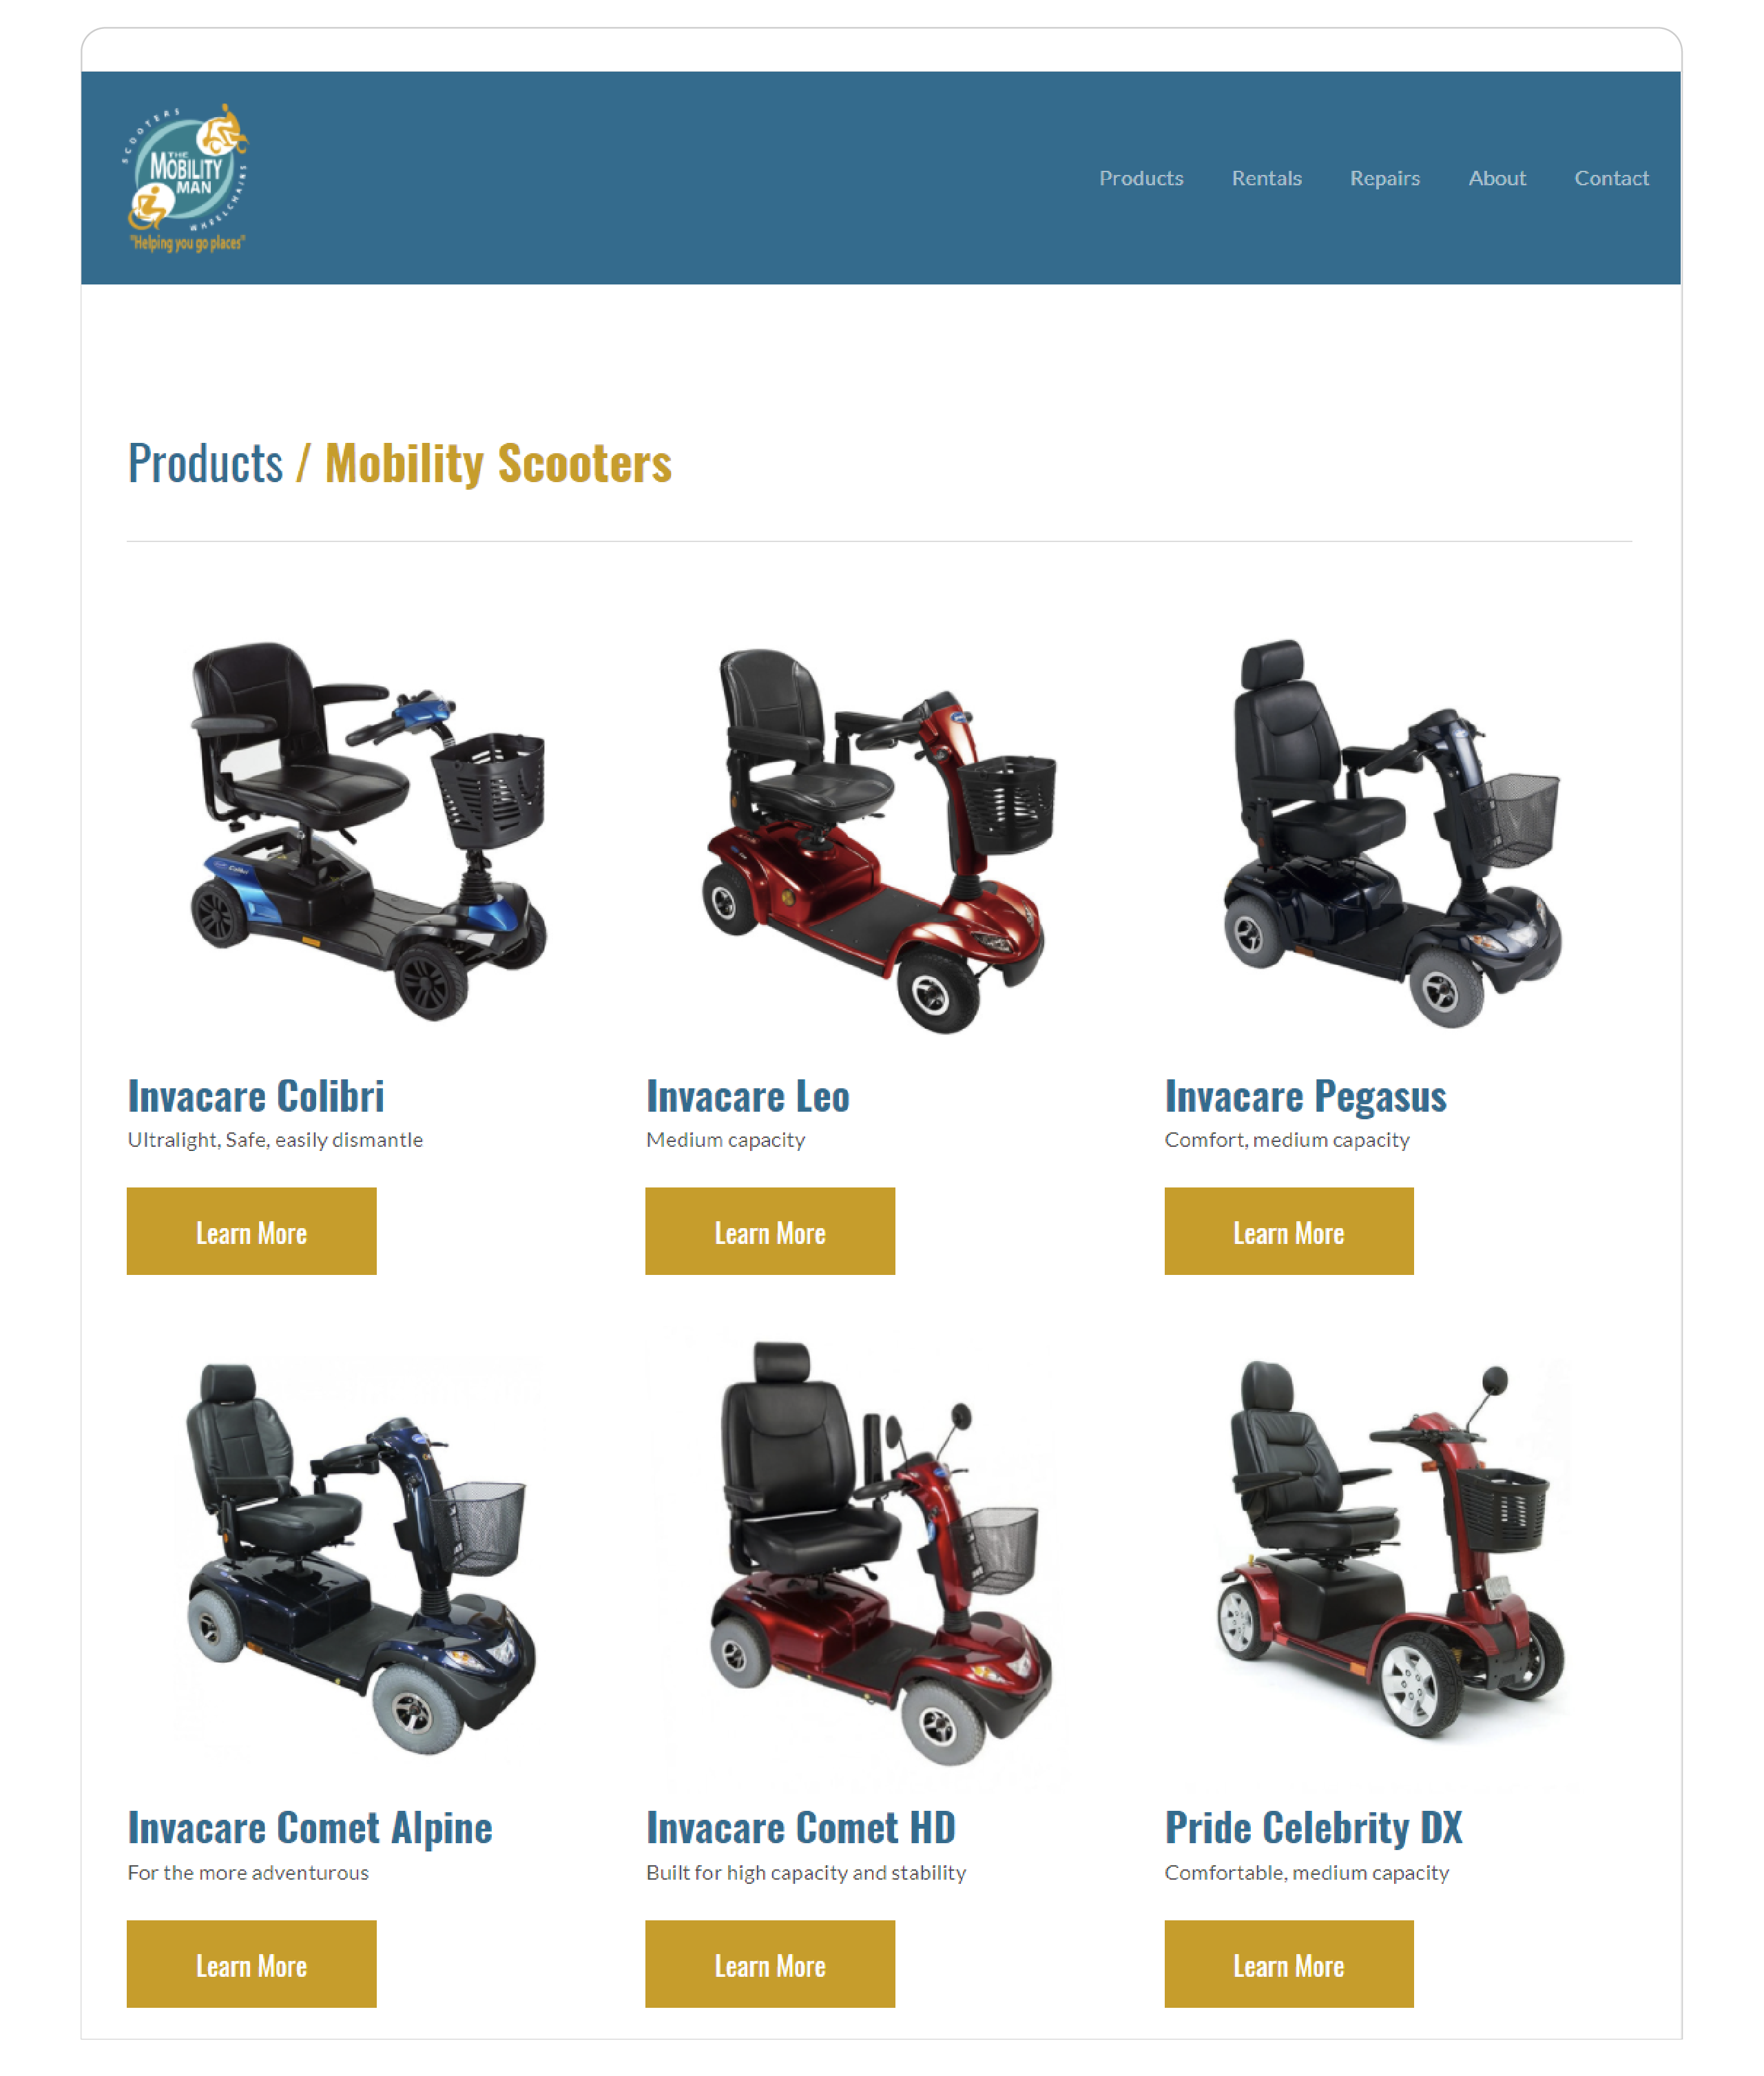 SCOOTERS
THE
MOBILITY
MAN
WHEELCHAIRS
"Helping you go places"
Products
Rentals
Repairs
About
Contact
Products / Mobility Scooters
Invacare Colibri
Ultralight, Safe, easily dismantle
Learn More
Invacare Leo
Medium capacity
Learn More
Invacare Pegasus
Comfort, medium capacity
Learn More
Invacare Comet Alpine
For the more adventurous
Learn More
Invacare Comet HD
Built for high capacity and stability
Learn More
Pride Celebrity DX
Comfortable, medium capacity
Learn More